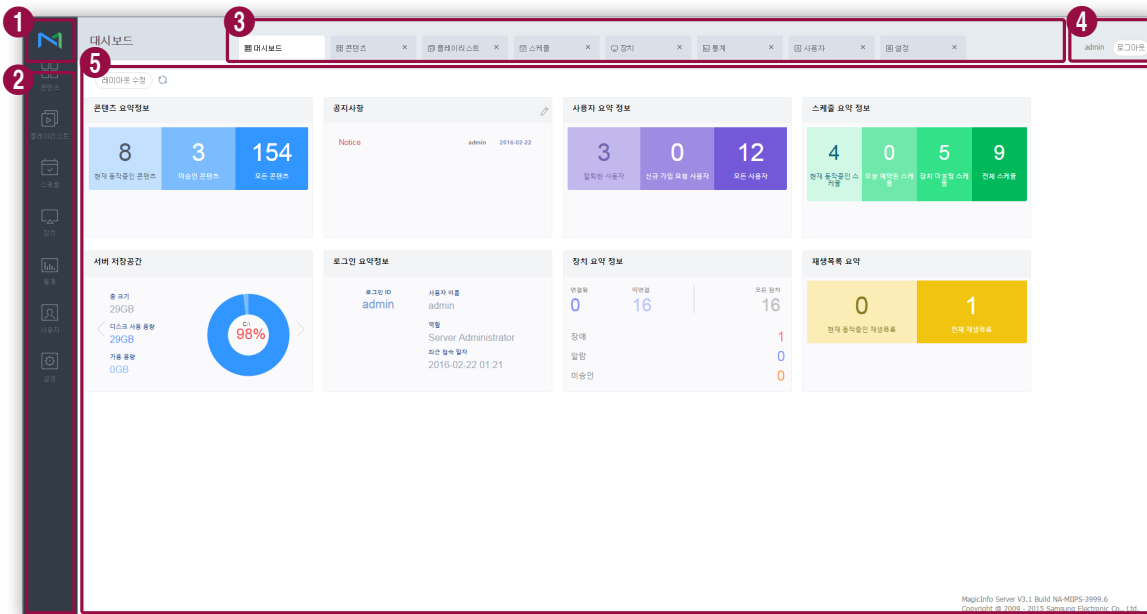 1
3
4
대시보드
대시보드
콘텐츠 ×
플레이리스트 ×
스케줄 ×
장치 ×
통계 ×
사용자 ×
설정 ×
admin 로그아웃
2
5
레이아웃 수정
콘텐츠
플레이리스트
스케줄
장치
통계
사용자
설정
콘텐츠 요약정보
8 3 154
현재 동작중인 콘텐츠 미승인 콘텐츠 모든 콘텐츠
공지사항
Notice admin 2016-02-22
사용자 요약 정보
3 0 12
탈퇴한 사용자 신규 가입 요청 사용자 모든 사용자
스케줄 요약 정보
4 0 5 9
현재 동작중인 스케줄 오늘 예약된 스케줄 장치 미설정 스케줄 전체 스케줄
서버 저장공간
총 크기
29GB
디스크 사용 용량
29GB
가용 용량
0GB
C:\
98%
로그인 요약정보
로그인 ID
admin
사용자 이름
admin
역할
Server Administrator
최근 접속 일자
2016-02-22 01:21
장치 요약 정보
연결됨 미연결 모든 장치
0 16 16
장애 1
알람 0
미승인 0
재생목록 요약
0 1
현재 동작중인 재생목록 전체 재생목록
MagicInfo Server V3.1 Build NA-MIIPS-3999.6
Copyright © 2009 - 2015 Samsung Electronic Co., Ltd.